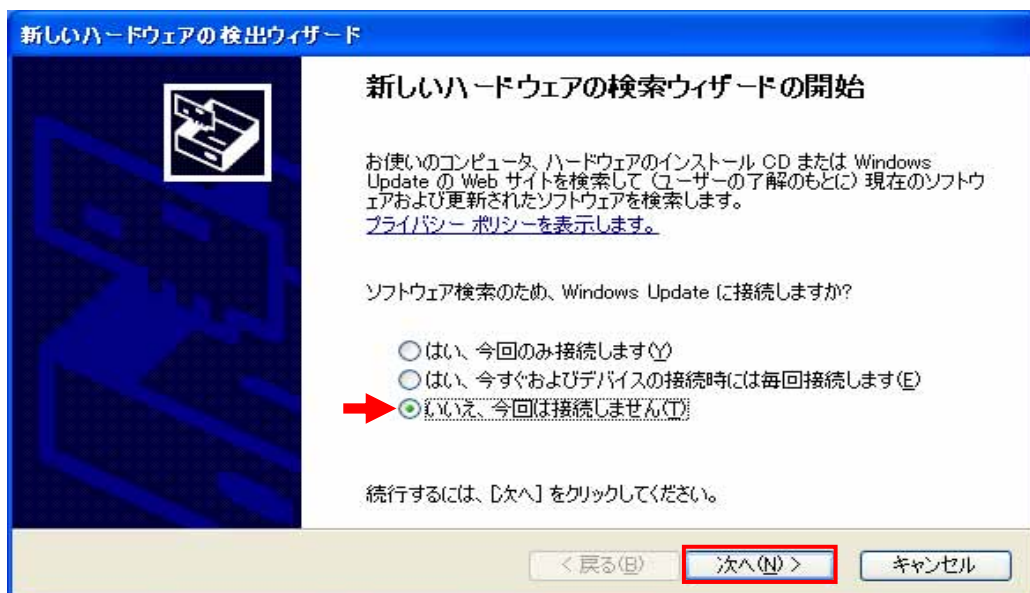 新しいハードウェアの検出ウィザード
新しいハードウェアの検索ウィザードの開始
お使いのコンピュータ、ハードウェアのインストール CD または Windows
Update の Web サイトを検索して (ユーザーの了解のもとに) 現在のソフトウ
ェアおよび更新されたソフトウェアを検索します。
プライバシー ポリシーを表示します。
ソフトウェア検索のため、Windows Update に接続しますか?
はい、今回のみ接続します(Y)
はい、今すぐおよびデバイスの接続時には毎回接続します(E)
いいえ、今回は接続しません(T)
続行するには、[次へ] をクリックしてください。
< 戻る(B)
次へ(N) >
キャンセル